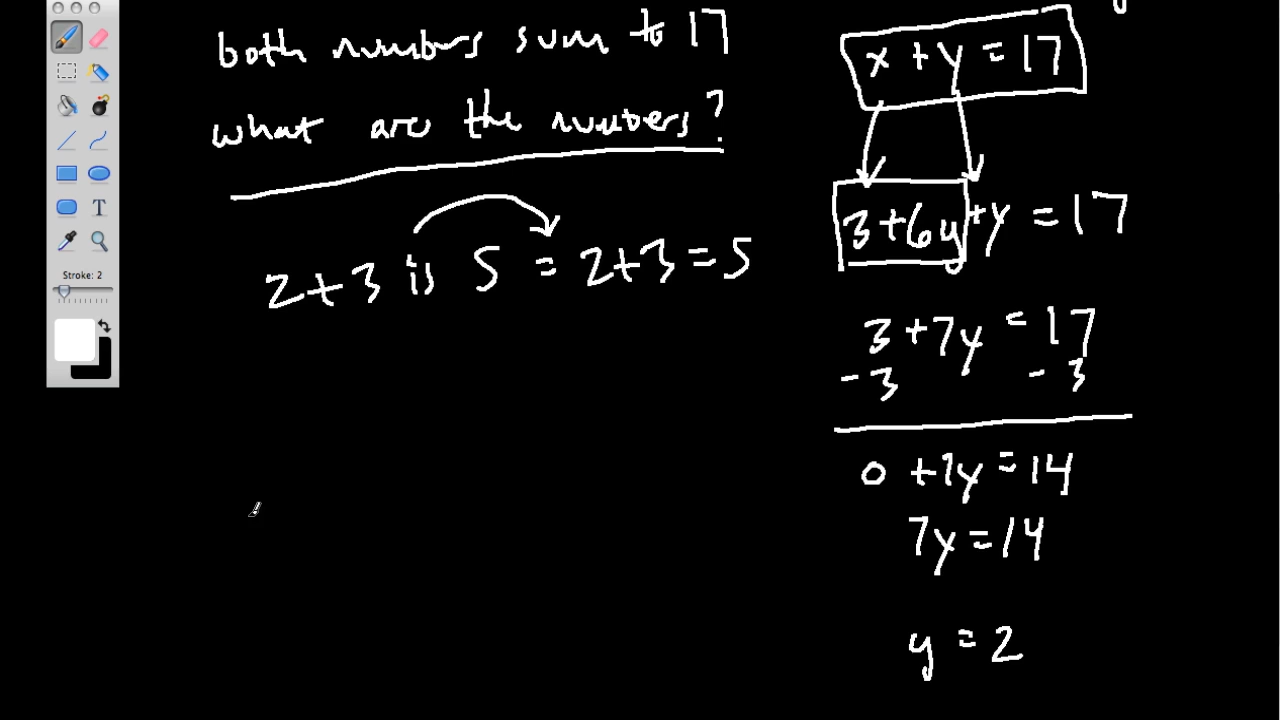 both numbers sum to 17
what are the numbers?
2+3 is 5 = 2+3=5
x+y=17
3+6y+y=17
3+7y=17
-3 -3
0 +7y=14
7y=14
y=2
Stroke: 2
T